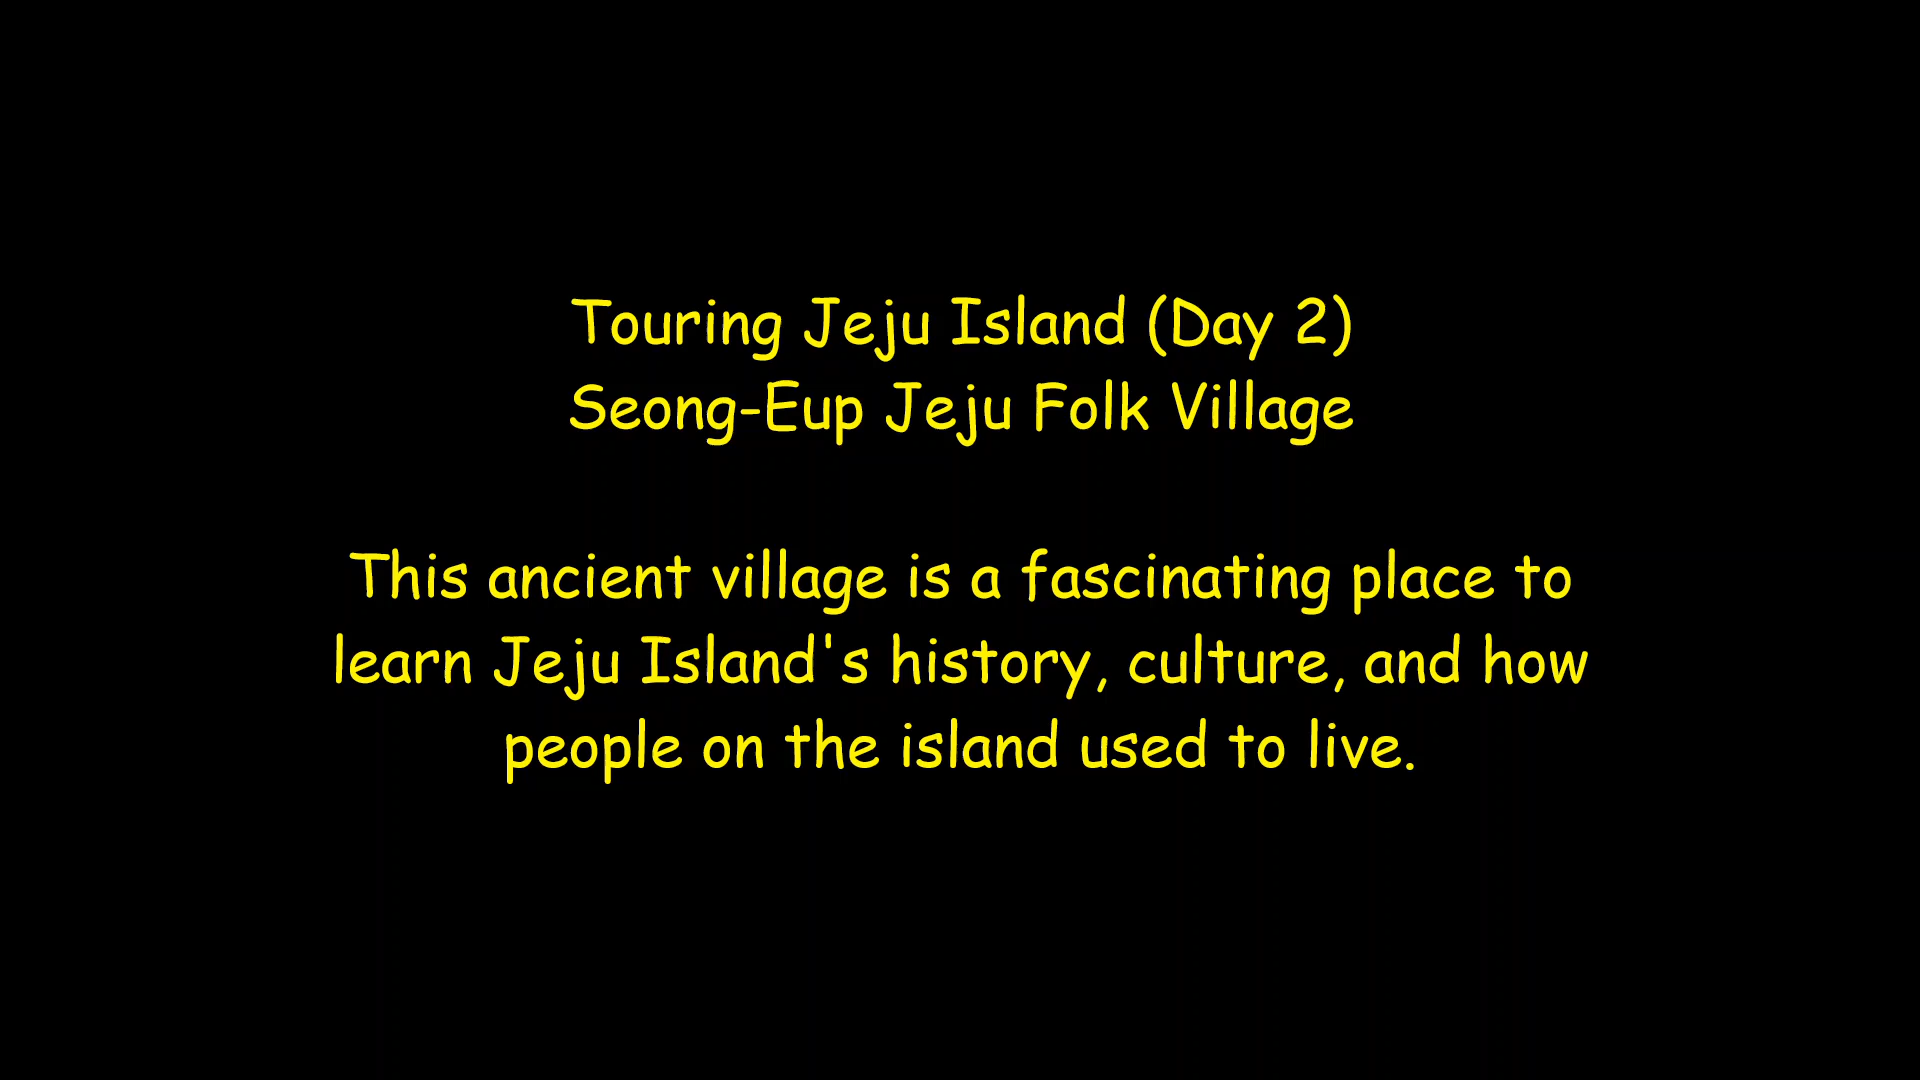 Touring Jeju Island (Day 2)
Seong-Eup Jeju Folk Village
This ancient village is a fascinating place to
learn Jeju Island's history, culture, and how
people on the island used to live.